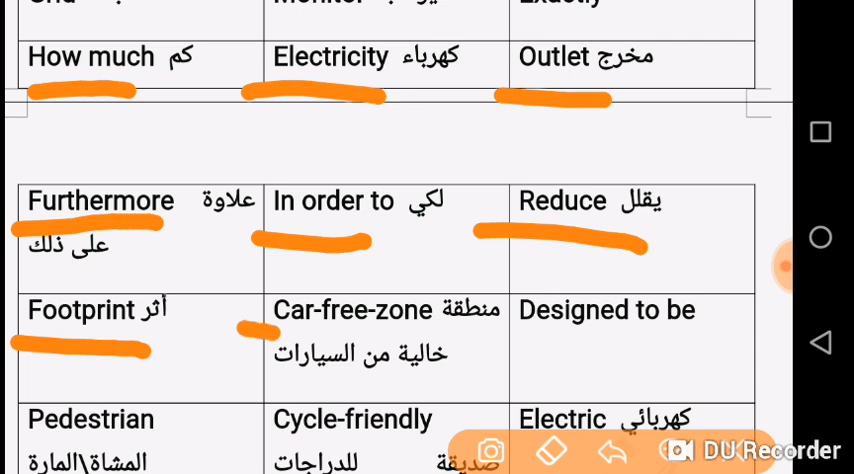 Exactly
How much كم
Electricity كهرباء
Outlet مخرج
Furthermore علاوة
على ذلك
In order to لكي
Reduce يقلل
Footprint أثر
Car-free-zone منطقة
خالية من السيارات
Designed to be
Pedestrian
المشاة\المارة
Cycle-friendly
صديقة للدراجات
Electric كهربائي
DU Recorder